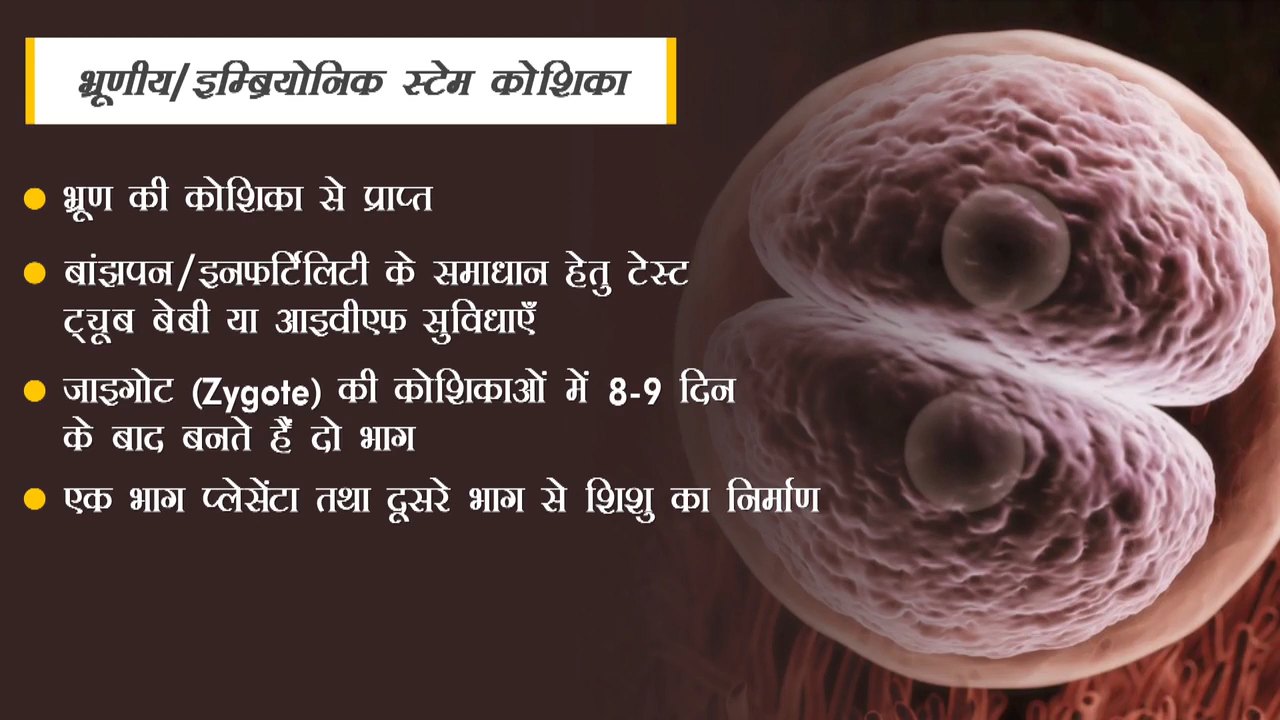 भ्रूणीय/इम्ब्रियोनिक स्टेम कोशिका
भ्रूण की कोशिका से प्राप्त
बांझपन/इनफर्टिलिटी के समाधान हेतु टेस्ट
ट्यूब बेबी या आइवीएफ सुविधाएँ
जाइगोट (Zygote) की कोशिकाओं में 8-9 दिन
के बाद बनते हैं दो भाग
एक भाग प्लेसेंटा तथा दूसरे भाग से शिशु का निर्माण